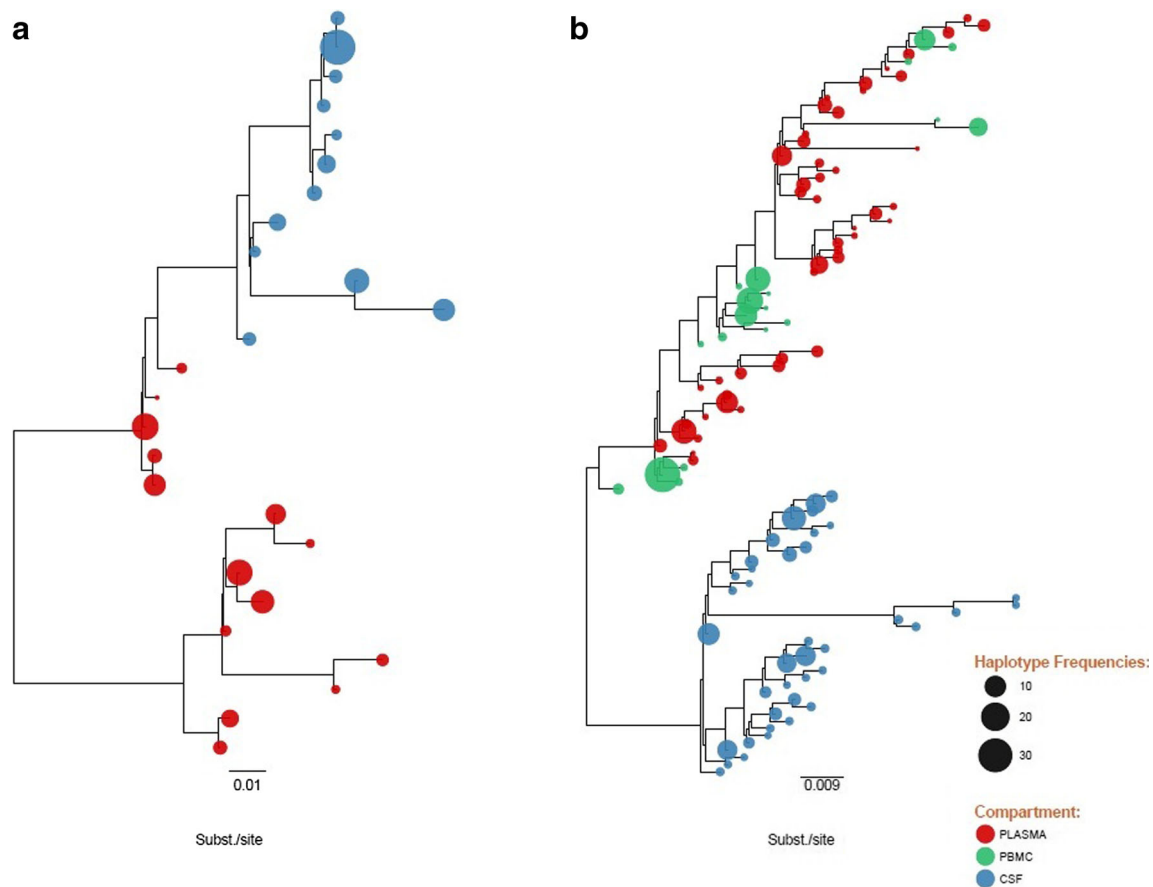 a
b
0.01
Subst./site
0.009
Subst./site
Haplotype Frequencies:
10
20
30
Compartment:
PLASMA
PBMC
CSF